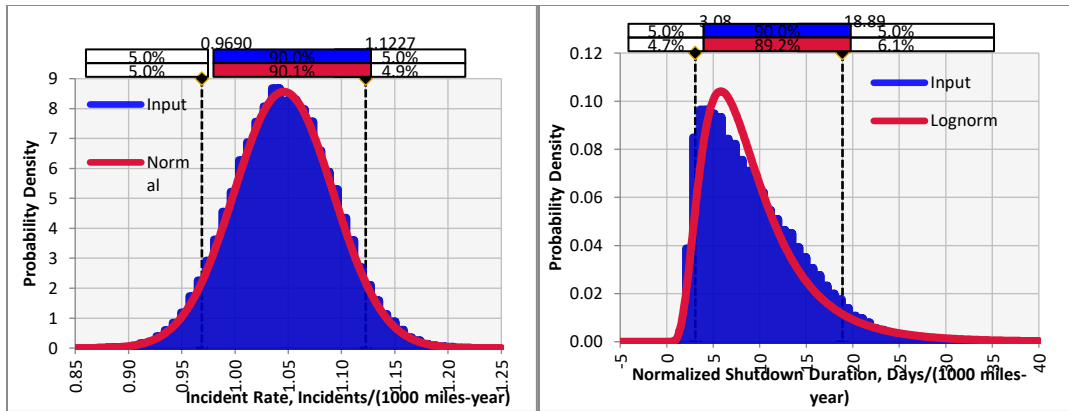 0.9690 1.1227
5.0% 90.0% 5.0%
5.0% 90.1% 4.9%
9
8
7
6
5
4
3
2
1
0
Probability Density
Input
Norm
al
0.85 0.90 0.95 1.00 1.05 1.10 1.15 1.20 1.25
Incident Rate, Incidents/(1000 miles-year)
3.08 18.89
5.0% 90.0% 5.0%
4.7% 89.2% 6.1%
0.12
0.10
0.08
0.06
0.04
0.02
0.00
Probability Density
Input
Lognorm
-5 0 5 10 15 20 25 30 35 40
Normalized Shutdown Duration, Days/(1000 miles-
year)